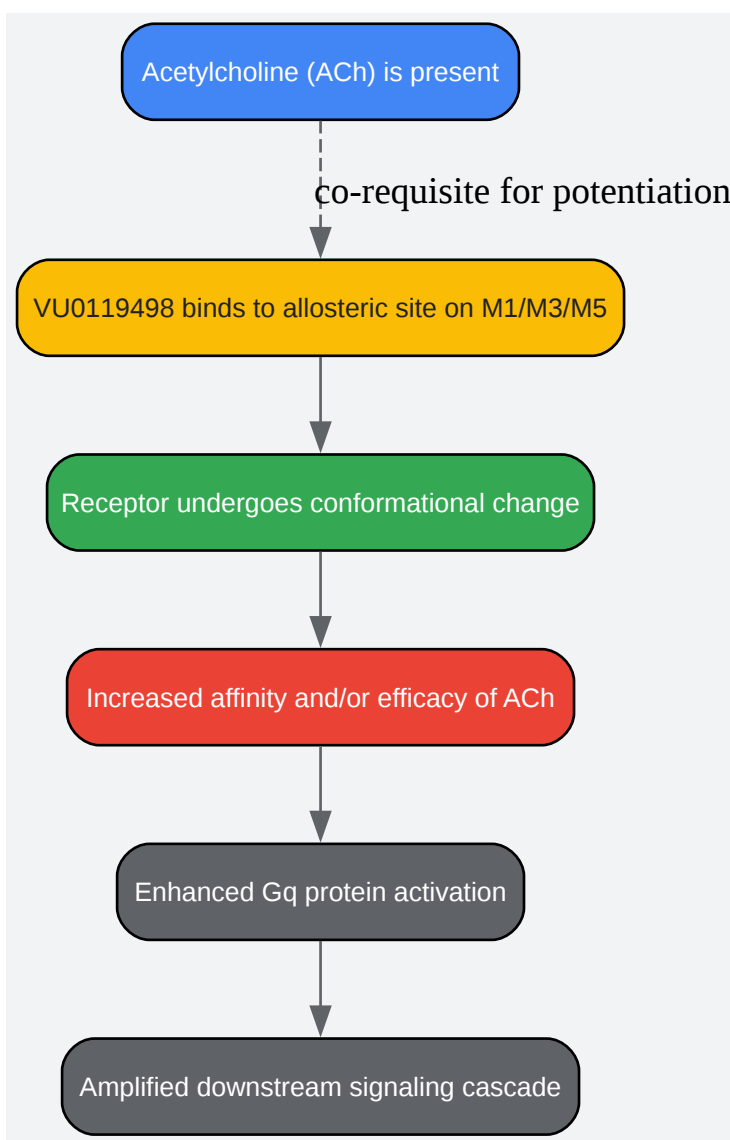 Acetylcholine (ACh) is present
co-requisite for potentiation
VU0119498 binds to allosteric site on M1/M3/M5
Receptor undergoes conformational change
Increased affinity and/or efficacy of ACh
Enhanced Gq protein activation
Amplified downstream signaling cascade